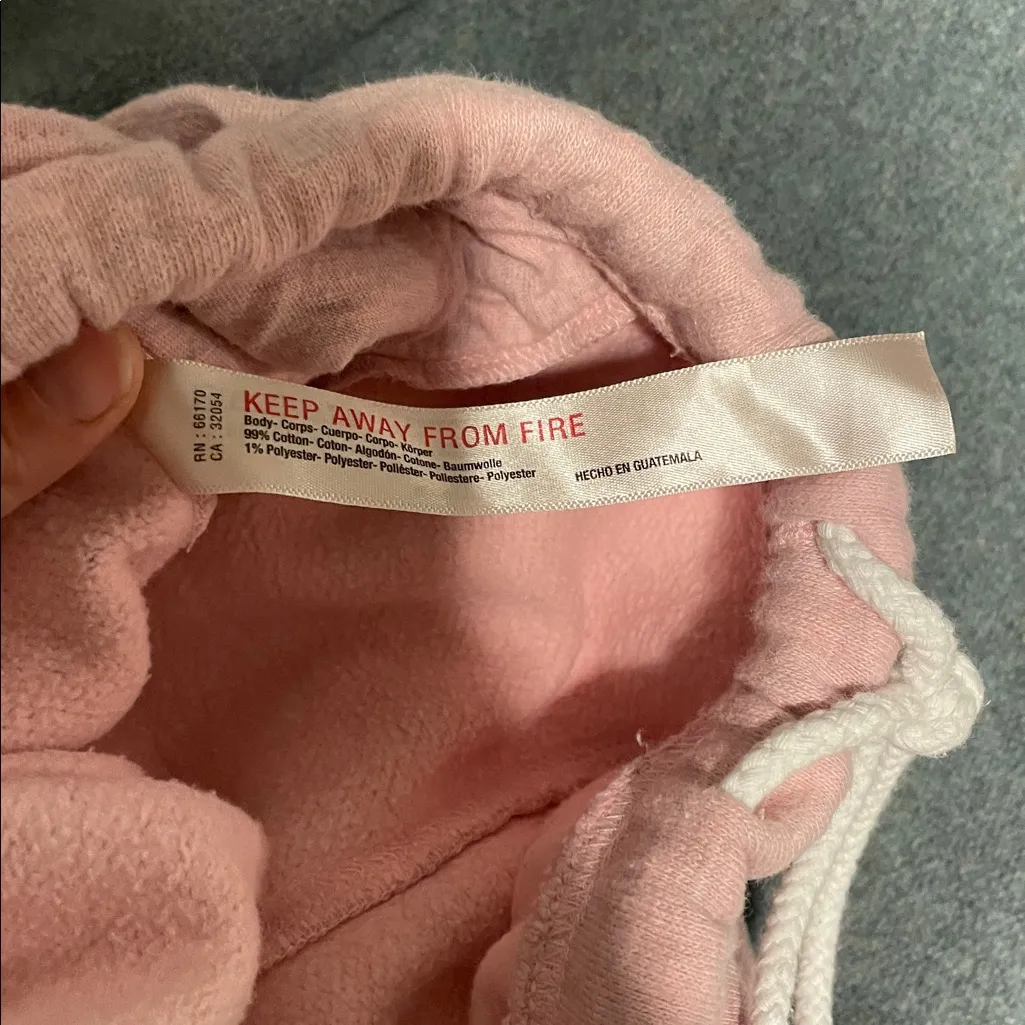 RN : 66170
CA : 32054
KEEP AWAY FROM FIRE
Body- Corps- Cuerpo- Corpo- Körper
99% Cotton- Coton- Algodón- Cotone- Baumwolle
1% Polyester- Polyester- Poliéster- Poliestere- Polyester
HECHO EN GUATEMALA